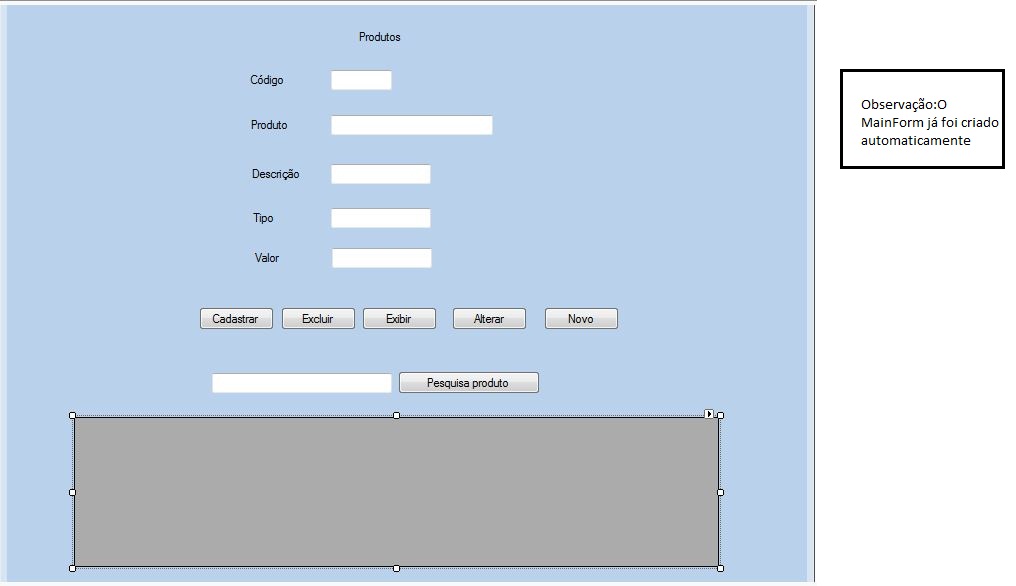 Produtos
Código
Produto
Descrição
Tipo
Valor
Cadastrar Excluir Exibir Alterar Novo
Pesquisa produto
Observação:O
MainForm já foi criado
automaticamente